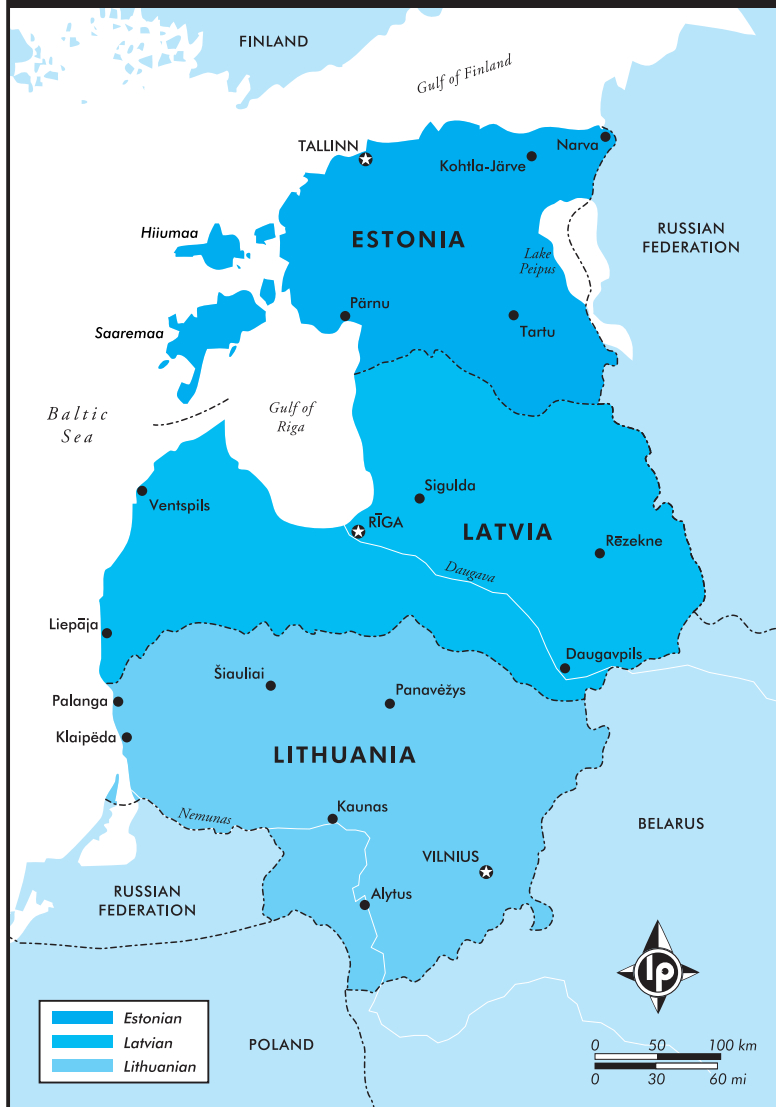 FINLAND
Gulf of Finland
TALLINN
Kohtla-Järve
Narva
Hiiumaa
ESTONIA
RUSSIAN
FEDERATION
Lake
Peipus
Saaremaa
Pärnu
Tartu
Baltic
Sea
Gulf of
Riga
Ventspils
Sigulda
RĪGA
LATVIA
Rēzekne
Daugava
Liepāja
Daugavpils
Šiauliai
Panavėžys
Palanga
Klaipëda
LITHUANIA
Nemunas
Kaunas
BELARUS
VILNIUS
RUSSIAN
FEDERATION
Alytus
lp
Estonian
Latvian
Lithuanian
POLAND
0 50 100 km
0 30 60 mi